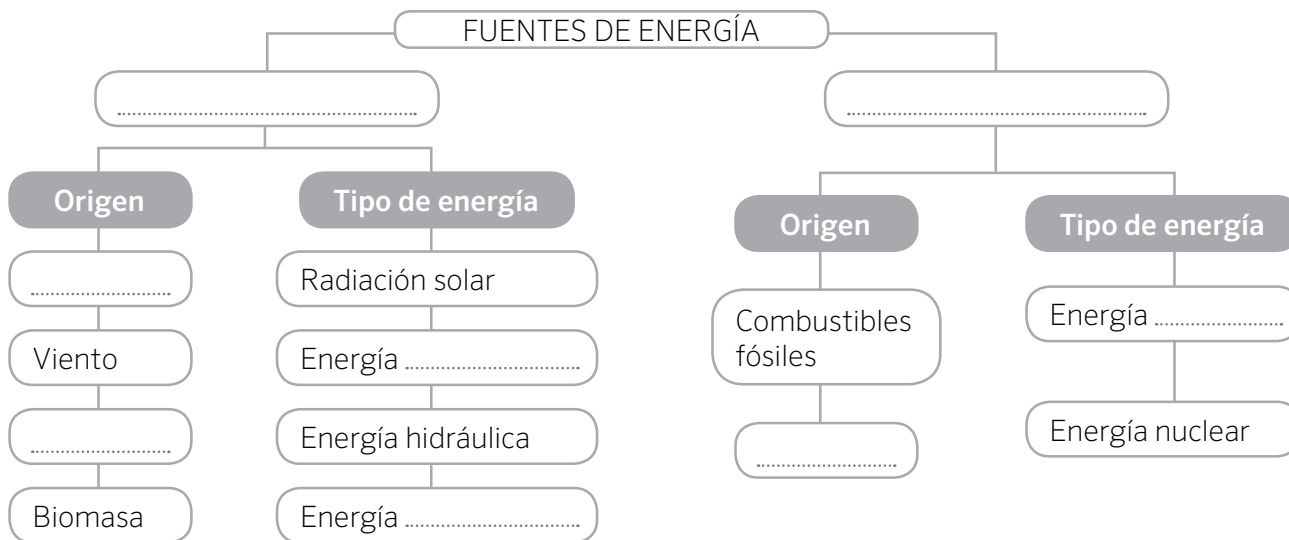 FUENTES DE ENERGÍA
Origen
Tipo de energía
Radiación solar
Viento
Energía
Energía hidráulica
Biomasa
Energía
Origen
Tipo de energía
Combustibles
fósiles
Energía
Energía nuclear